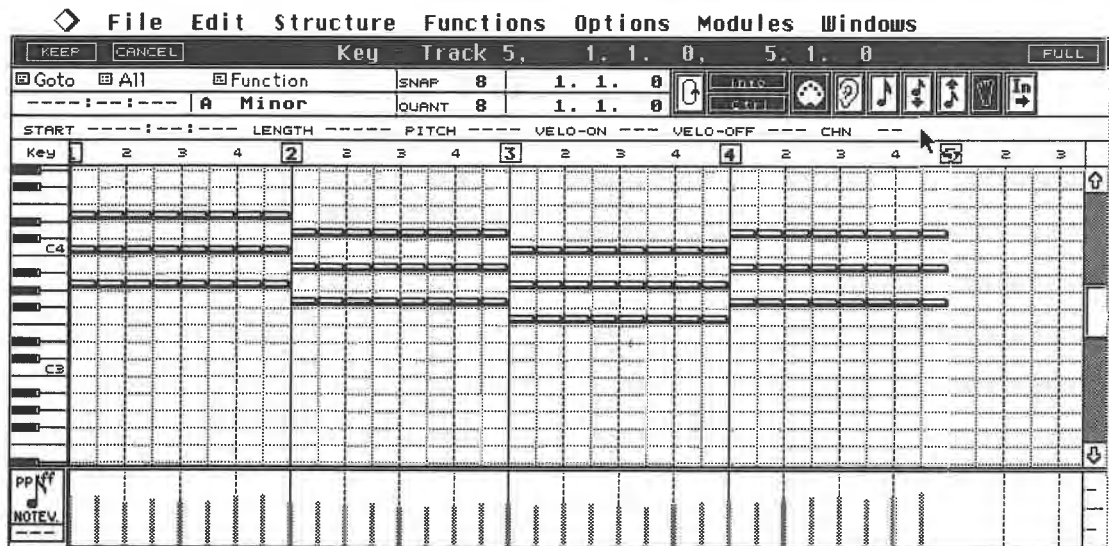 File Edit Structure Functions Options Modules Windows
KEEP CANCEL Key Track 5, 1. 1. 0, 5. 1. 0 FULL
Goto All Function SNAP 8 1. 1. 0 Info In
----:--:--- A Minor QUANT 8 1. 1. 0
START -----:--:--- LENGTH ----- PITCH ---- VELO-ON --- VELO-OFF --- CHN --
Key 1 2 3 4 2 2 3 4 3 2 3 4 4 2 3 4 2 3
C4
C3
PP ff
NOTEV.
---